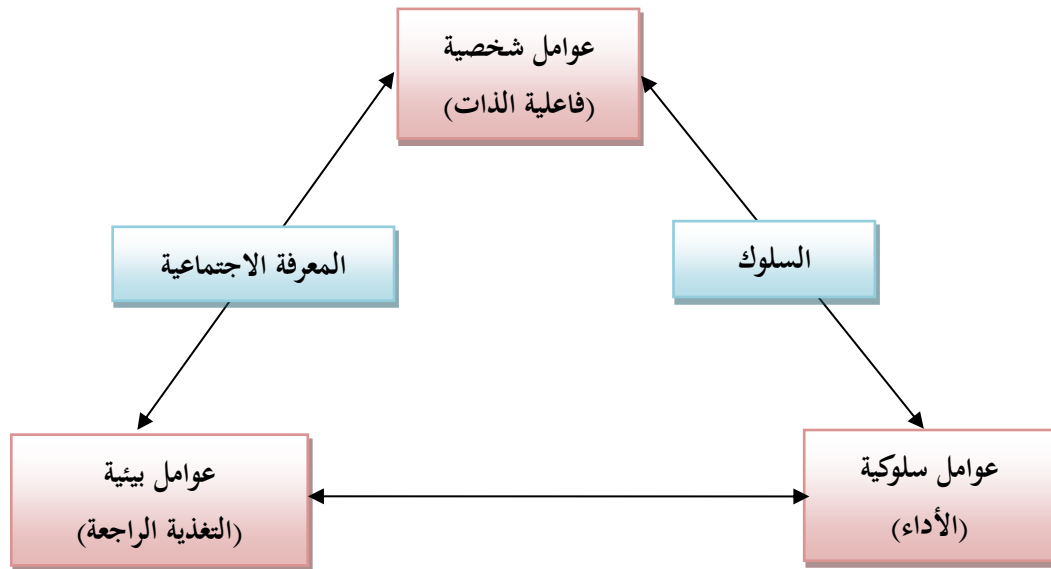 عوامل شخصية
(فاعلية الذات)
السلوك
المعرفة الاجتماعية
عوامل سلوكية
(الأداء)
عوامل بيئية
(التغذية الراجعة)